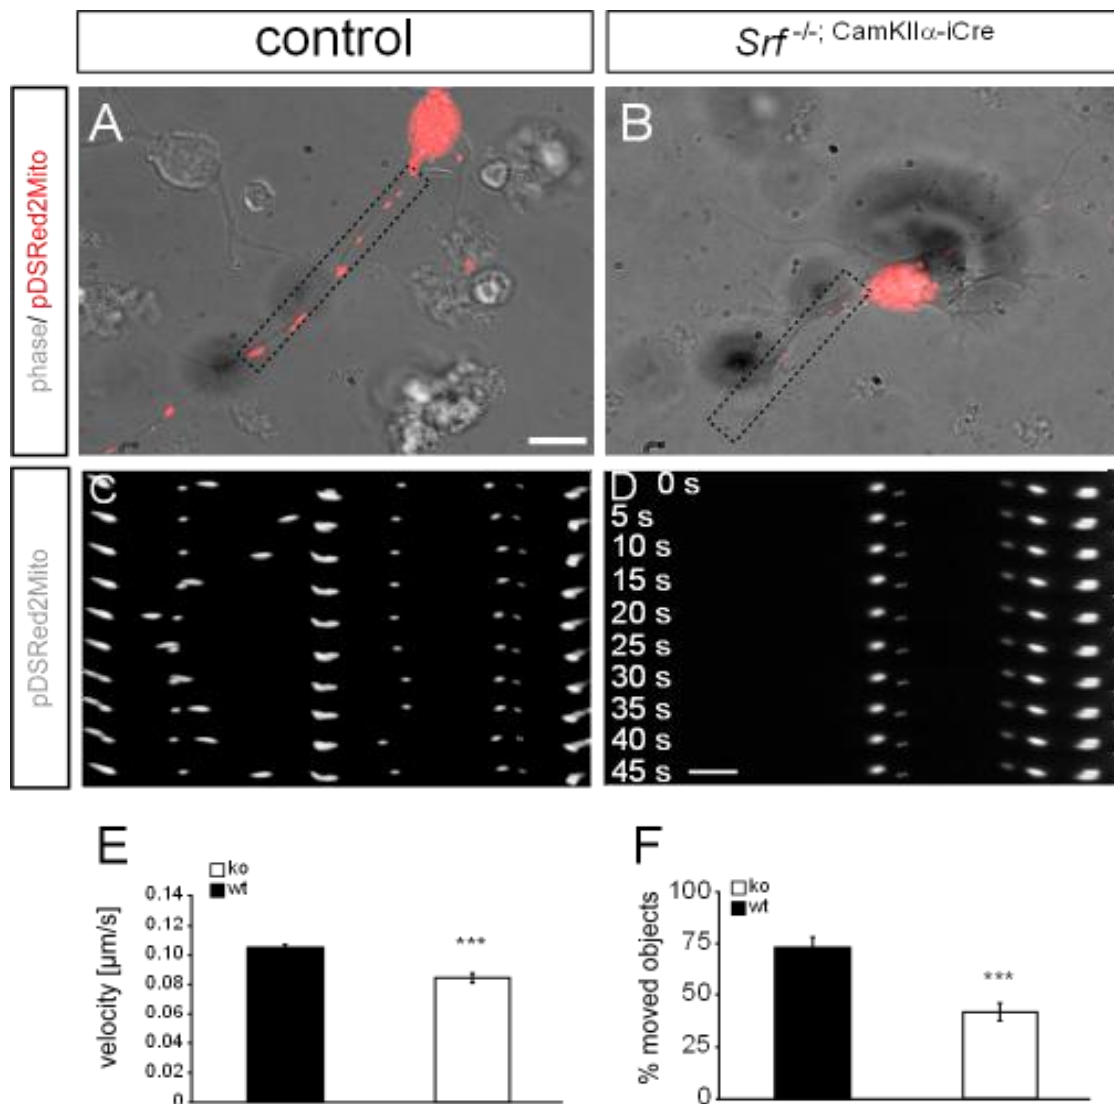 control
Srf -/-; CamKIIα-iCre
phase/ pDSRed2Mito
A
B
pDSRed2Mito
C
D
0 s
5 s
10 s
15 s
20 s
25 s
30 s
35 s
40 s
45 s
E
ko
wt
velocity [µm/s]
0.14
0.12
0.10
0.08
0.06
0.04
0.02
0
***
F
ko
wt
% moved objects
100
75
50
25
0
***